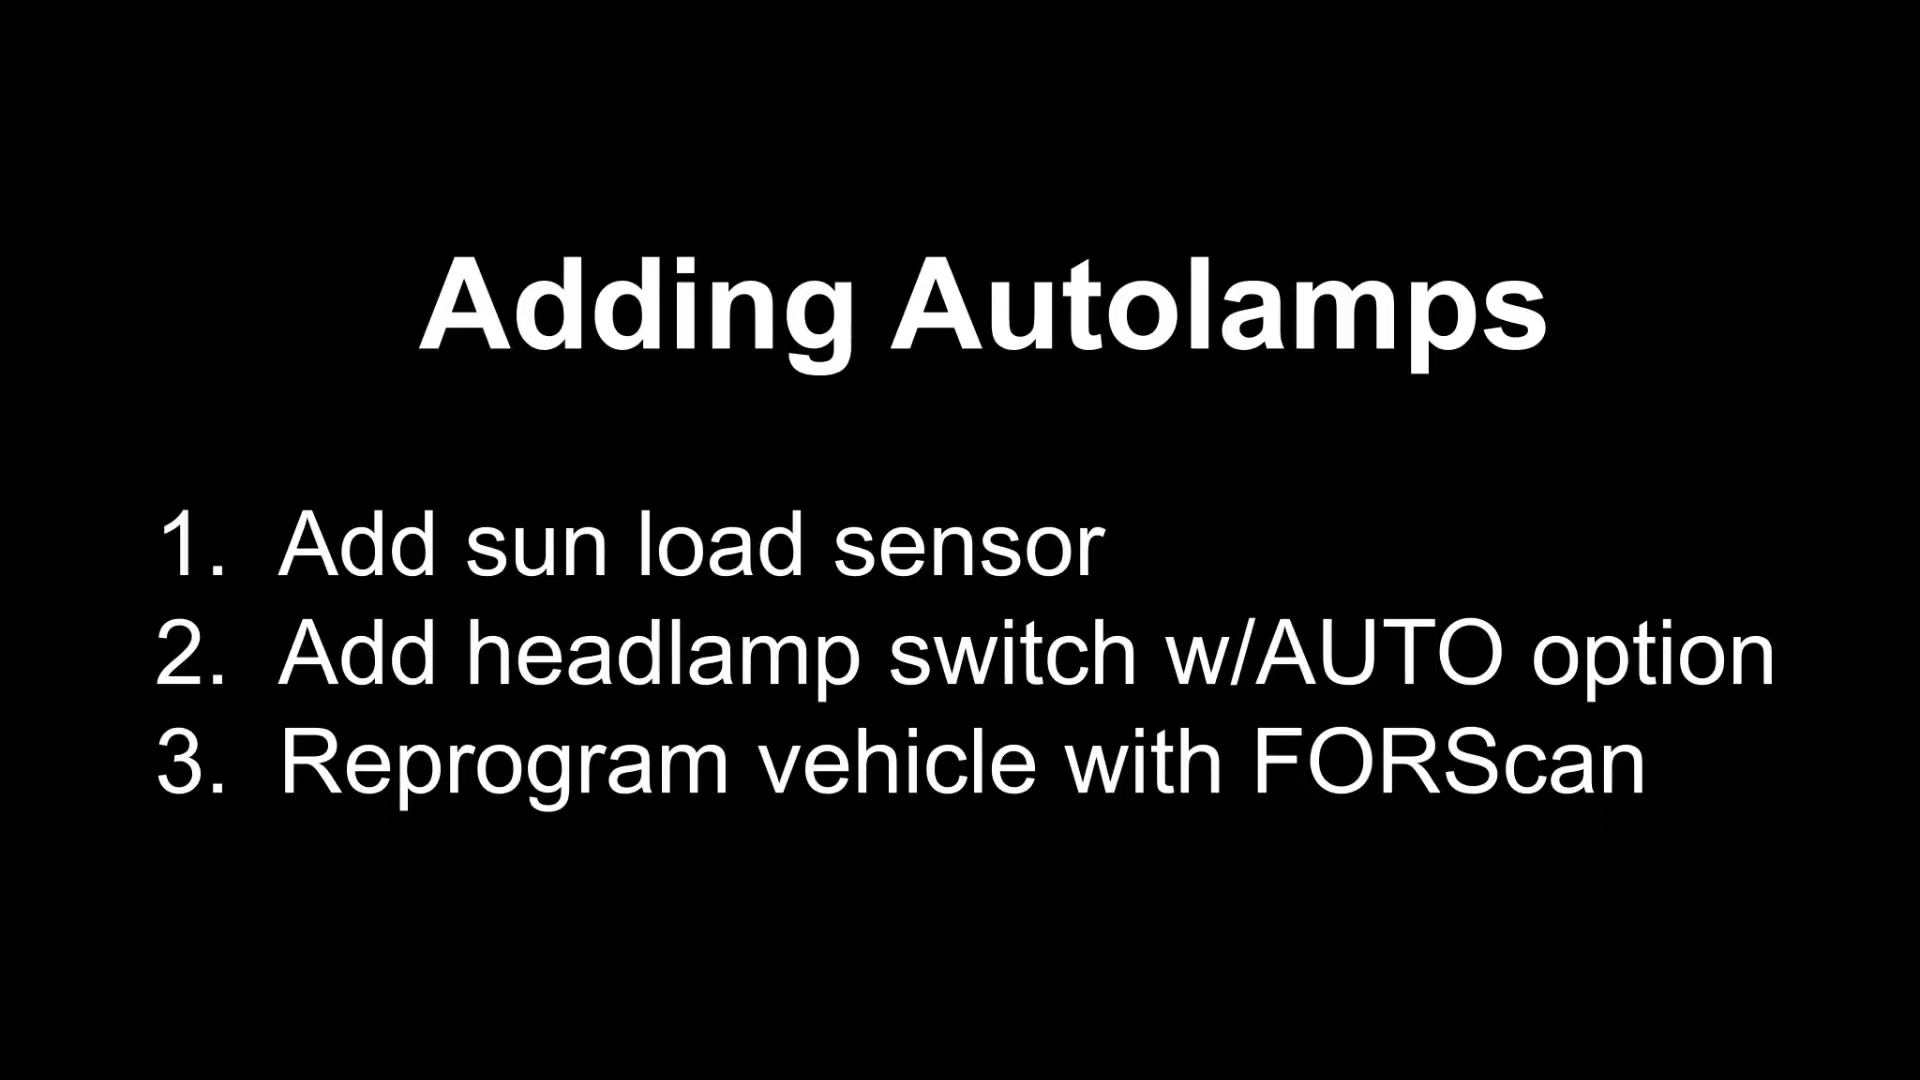 Adding Autolamps
1. Add sun load sensor
2. Add headlamp switch w/AUTO option
3. Reprogram vehicle with FORScan